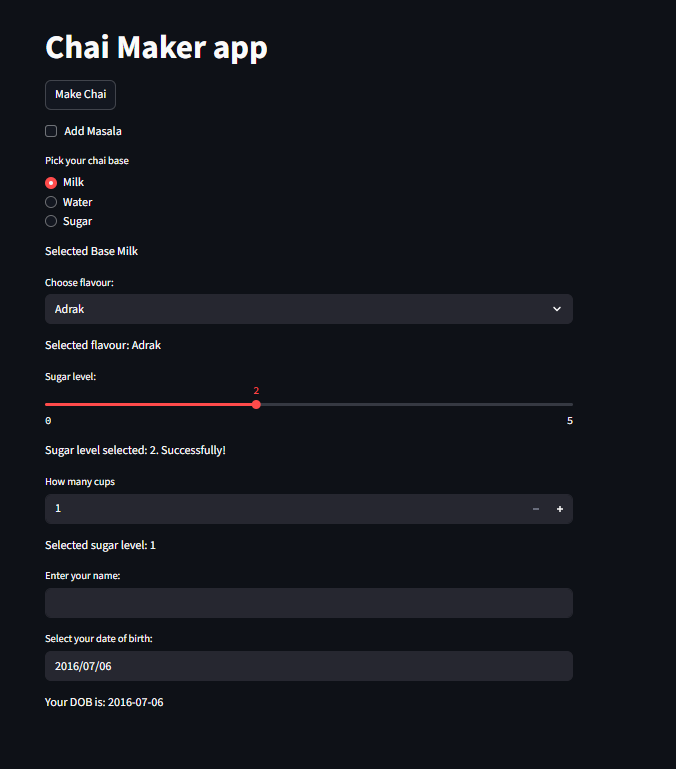 Chai Maker app
Make Chai
Add Masala
Pick your chai base
Milk
Water
Sugar
Selected Base Milk
Choose flavour:
Adrak
Selected flavour: Adrak
Sugar level:
2
0 5
Sugar level selected: 2. Successfully!
How many cups
1
Selected sugar level: 1
Enter your name:
Select your date of birth:
2016/07/06
Your DOB is: 2016-07-06